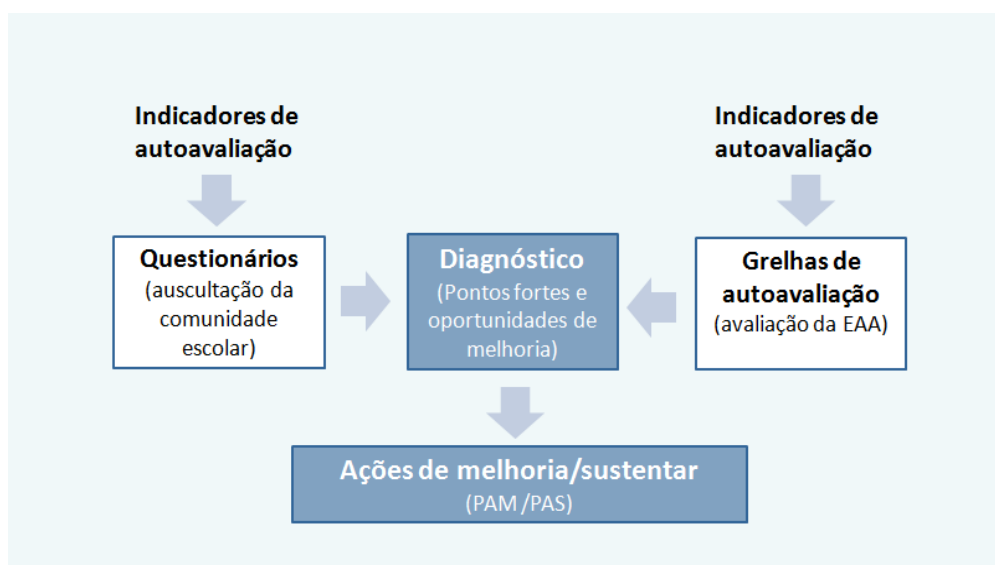 Indicadores de
autoavaliação
Indicadores de
autoavaliação
Questionários
(auscultação da
comunidade
escolar)
Diagnóstico
(Pontos fortes e
oportunidades de
melhoria)
Grelhas de
autoavaliação
(avaliação da EAA)
Ações de melhoria/sustentar
(PAM /PAS)